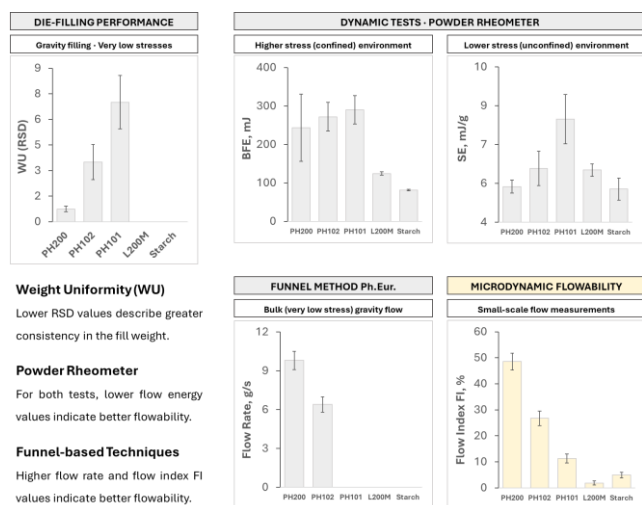 DIE-FILLING PERFORMANCE
Gravity filling - Very low stresses
WU (RSD)
9
8
6
5
3
2
0
PH200
PH102
PH101
L200M
Starch
DYNAMIC TESTS - POWDER RHEOMETER
Higher stress (confined) environment
BFE, mJ
400
300
200
100
0
PH200 PH102 PH101 L200M Starch
Lower stress (unconfined) environment
SE, mJ/g
10
9
7
6
4
PH200 PH102 PH101 L200M Starch
Weight Uniformity (WU)
Lower RSD values describe greater
consistency in the fill weight.
Powder Rheometer
For both tests, lower flow energy
values indicate better flowability.
Funnel-based Techniques
Higher flow rate and flow index FI
values indicate better flowability.
FUNNEL METHOD Ph.Eur.
Bulk (very low stress) gravity flow
Flow Rate, g/s
12
9
6
3
0
PH200 PH102 PH101 L200M Starch
MICRODYNAMIC FLOWABILITY
Small-scale flow measurements
Flow Index FI, %
60
50
40
30
20
10
0
PH200 PH102 PH101 L200M Starch